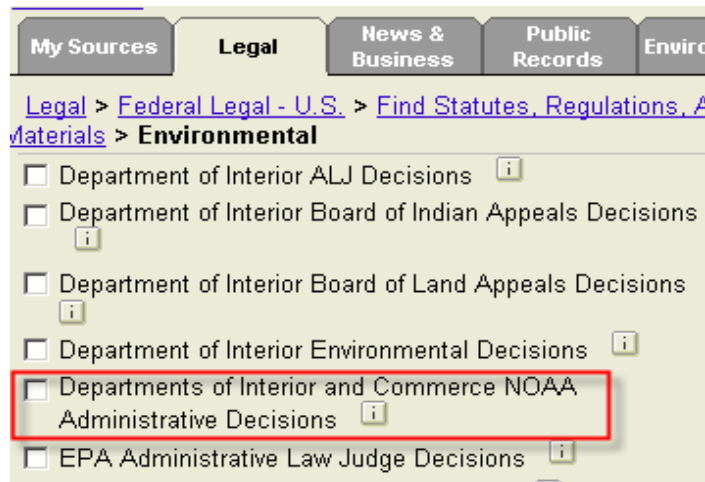 My Sources
Legal
News &
Business
Public
Records
Enviro
Legal > Federal Legal - U.S. > Find Statutes, Regulations, A
Materials > Environmental
Department of Interior ALJ Decisions i
Department of Interior Board of Indian Appeals Decisions
i
Department of Interior Board of Land Appeals Decisions
i
Department of Interior Environmental Decisions i
Departments of Interior and Commerce NOAA
Administrative Decisions i
EPA Administrative Law Judge Decisions i